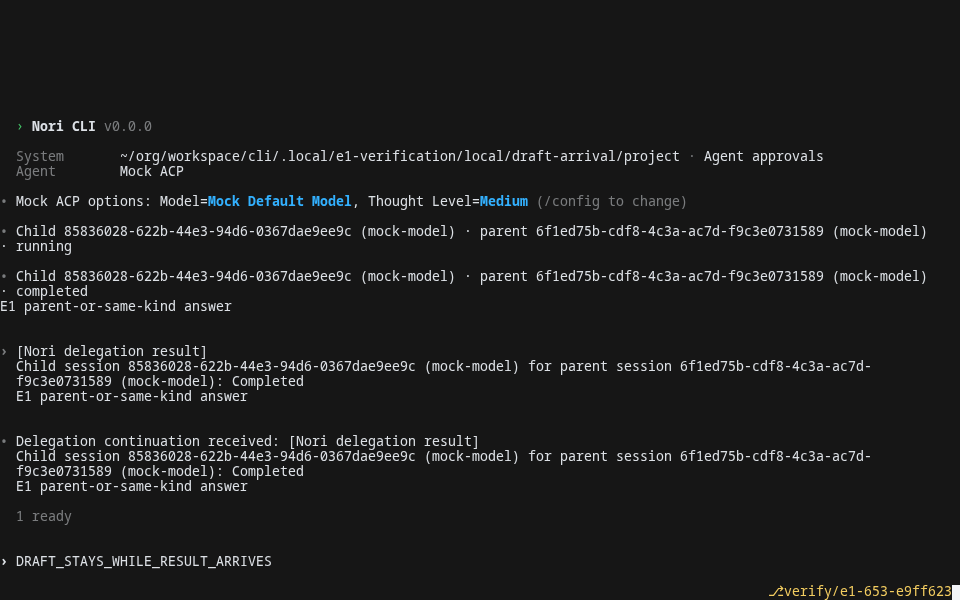 › Nori CLI v0.0.0
System ~/org/workspace/cli/.local/e1-verification/local/draft-arrival/project · Agent approvals
Agent Mock ACP
• Mock ACP options: Model=Mock Default Model, Thought Level=Medium (/config to change)
• Child 85836028-622b-44e3-94d6-0367dae9ee9c (mock-model) · parent 6f1ed75b-cdf8-4c3a-ac7d-f9c3e0731589 (mock-model)
· running
• Child 85836028-622b-44e3-94d6-0367dae9ee9c (mock-model) · parent 6f1ed75b-cdf8-4c3a-ac7d-f9c3e0731589 (mock-model)
· completed
E1 parent-or-same-kind answer
› [Nori delegation result]
Child session 85836028-622b-44e3-94d6-0367dae9ee9c (mock-model) for parent session 6f1ed75b-cdf8-4c3a-ac7d-
f9c3e0731589 (mock-model): Completed
E1 parent-or-same-kind answer
• Delegation continuation received: [Nori delegation result]
Child session 85836028-622b-44e3-94d6-0367dae9ee9c (mock-model) for parent session 6f1ed75b-cdf8-4c3a-ac7d-
f9c3e0731589 (mock-model): Completed
E1 parent-or-same-kind answer
1 ready
› DRAFT_STAYS_WHILE_RESULT_ARRIVES
⎇verify/e1-653-e9ff623